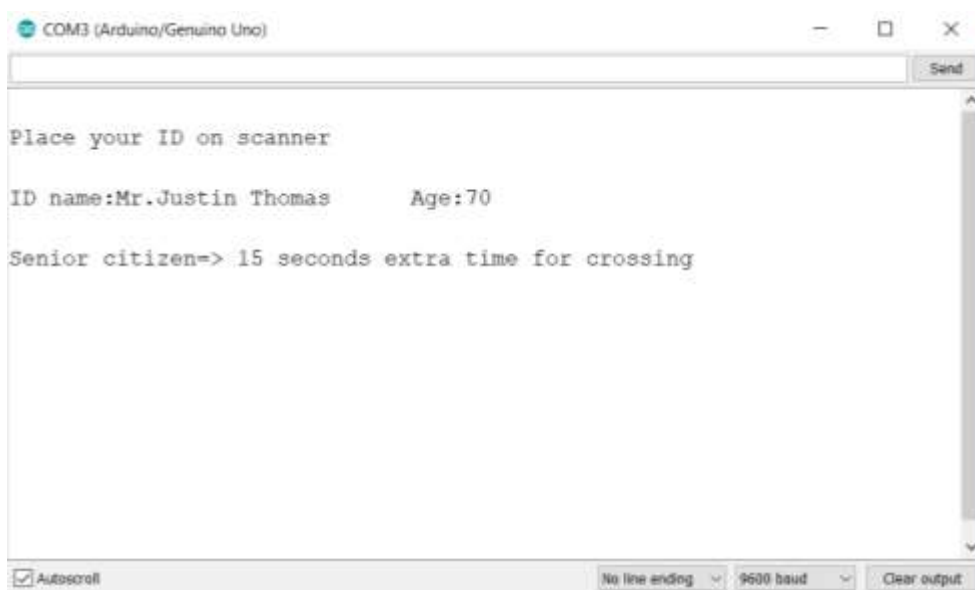 COM3 (Arduino/Genuino Uno)
Send
Place your ID on scanner
ID name:Mr.Justin Thomas Age:70
Senior citizen=> 15 seconds extra time for crossing
Autoscroll No line ending 9600 baud Clear output